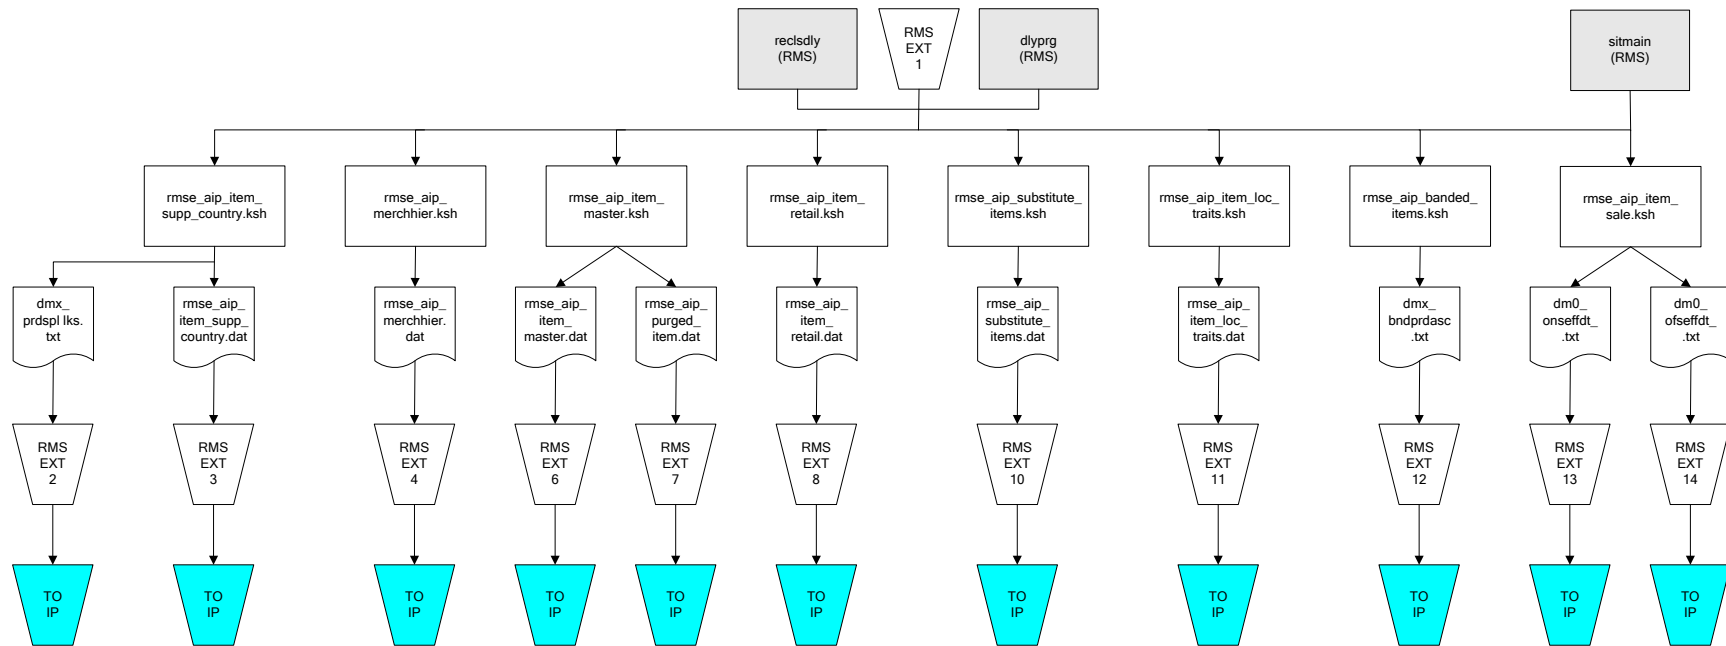 reclsdly
(RMS)
RMS
EXT
1
dlyprg
(RMS)
sitmain
(RMS)
rmse_aip_item_
supp_country.ksh
rmse_aip_
merchhier.ksh
rmse_aip_item_
master.ksh
rmse_aip_item_
retail.ksh
rmse_aip_substitute_
items.ksh
rmse_aip_item_loc_
traits.ksh
rmse_aip_banded_
items.ksh
rmse_aip_item_
sale.ksh
dmx_
prdspl lks.
txt
rmse_aip_
item_supp_
country.dat
rmse_aip_
merchhier.
dat
rmse_aip_
item_
master.dat
rmse_aip_
purged_
item.dat
rmse_aip_
item_
retail.dat
rmse_aip_
substitute_
items.dat
rmse_aip_
item_loc_
traits.dat
dmx_
bndprdasc
.txt
dm0_
onseffdt_
.txt
dm0_
ofseffdt_
.txt
RMS
EXT
2
RMS
EXT
3
RMS
EXT
4
RMS
EXT
6
RMS
EXT
7
RMS
EXT
8
RMS
EXT
10
RMS
EXT
11
RMS
EXT
12
RMS
EXT
13
RMS
EXT
14
TO
IP
TO
IP
TO
IP
TO
IP
TO
IP
TO
IP
TO
IP
TO
IP
TO
IP
TO
IP
TO
IP